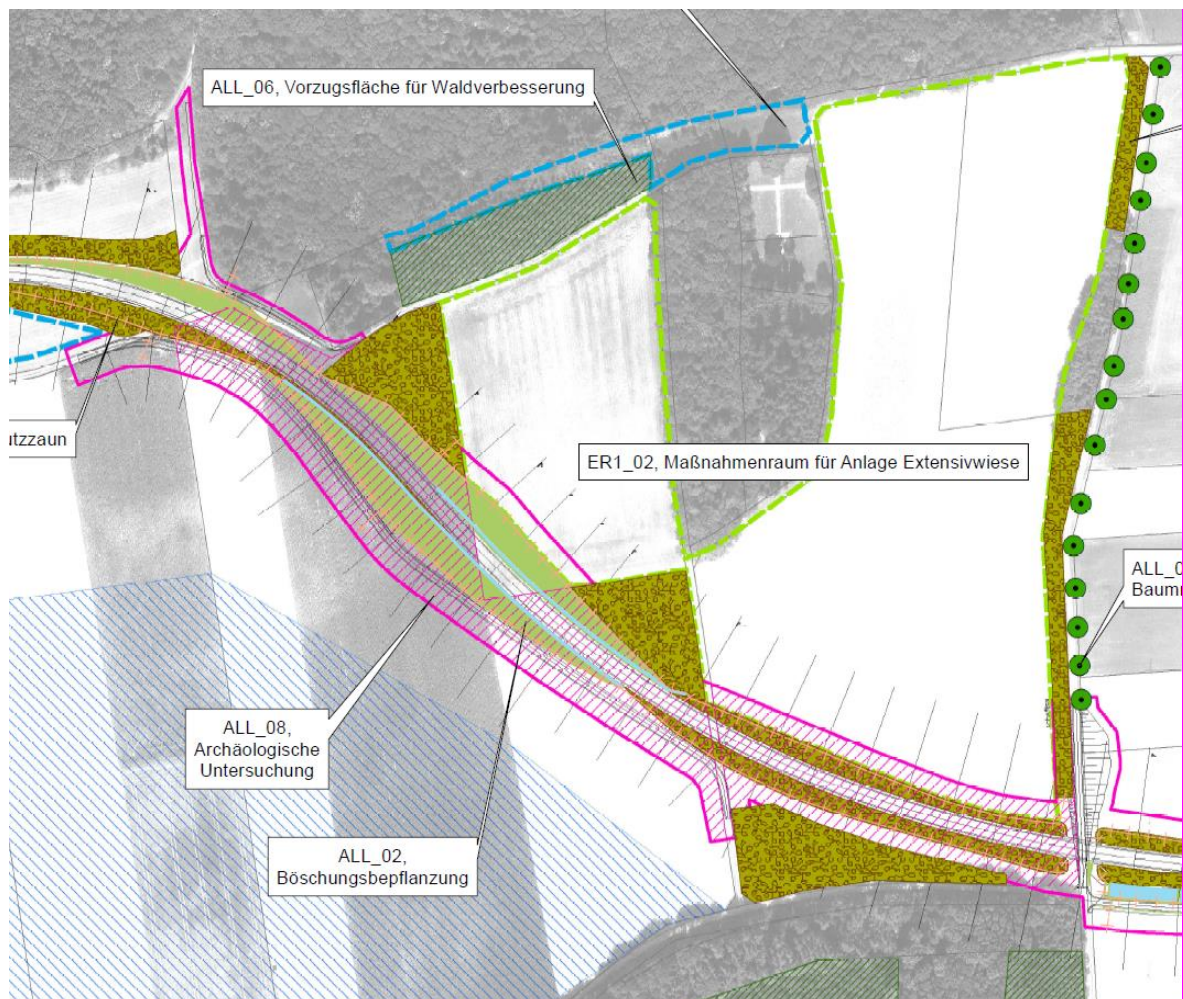 ALL_06, Vorzugsfläche für Waldverbesserung
utzzaun
ER1_02, Maßnahmenraum für Anlage Extensivwiese
ALL_0
Baum
ALL_08,
Archäologische
Untersuchung
ALL_02,
Böschungsbepflanzung